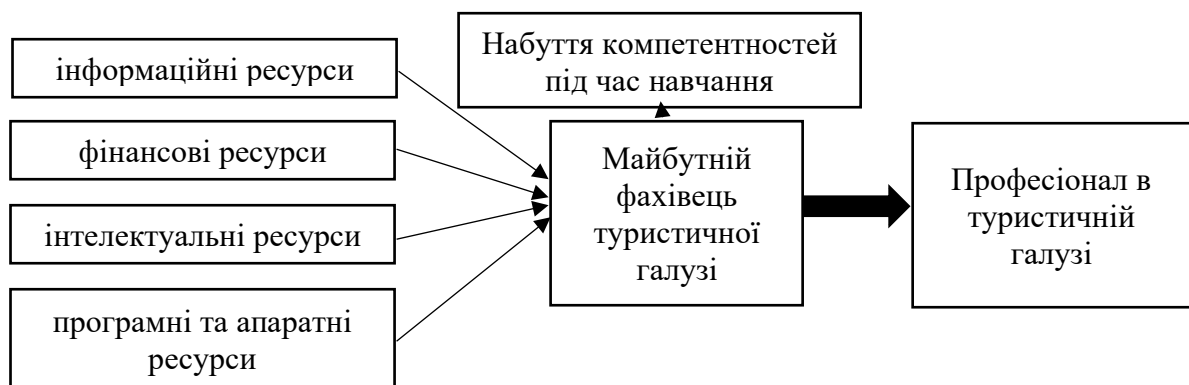 інформаційні ресурси
фінансові ресурси
інтелектуальні ресурси
програмні та апаратні
ресурси
Набуття компетентностей
під час навчання
Майбутній
фахівець
туристичної
галузі
Професіонал в
туристичній
галузі